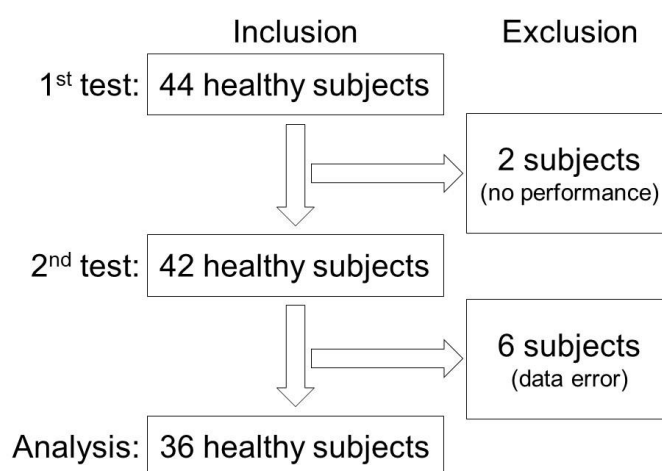 Inclusion
Exclusion
1st test:
44 healthy subjects
2 subjects
(no performance)
2nd test:
42 healthy subjects
6 subjects
(data error)
Analysis:
36 healthy subjects